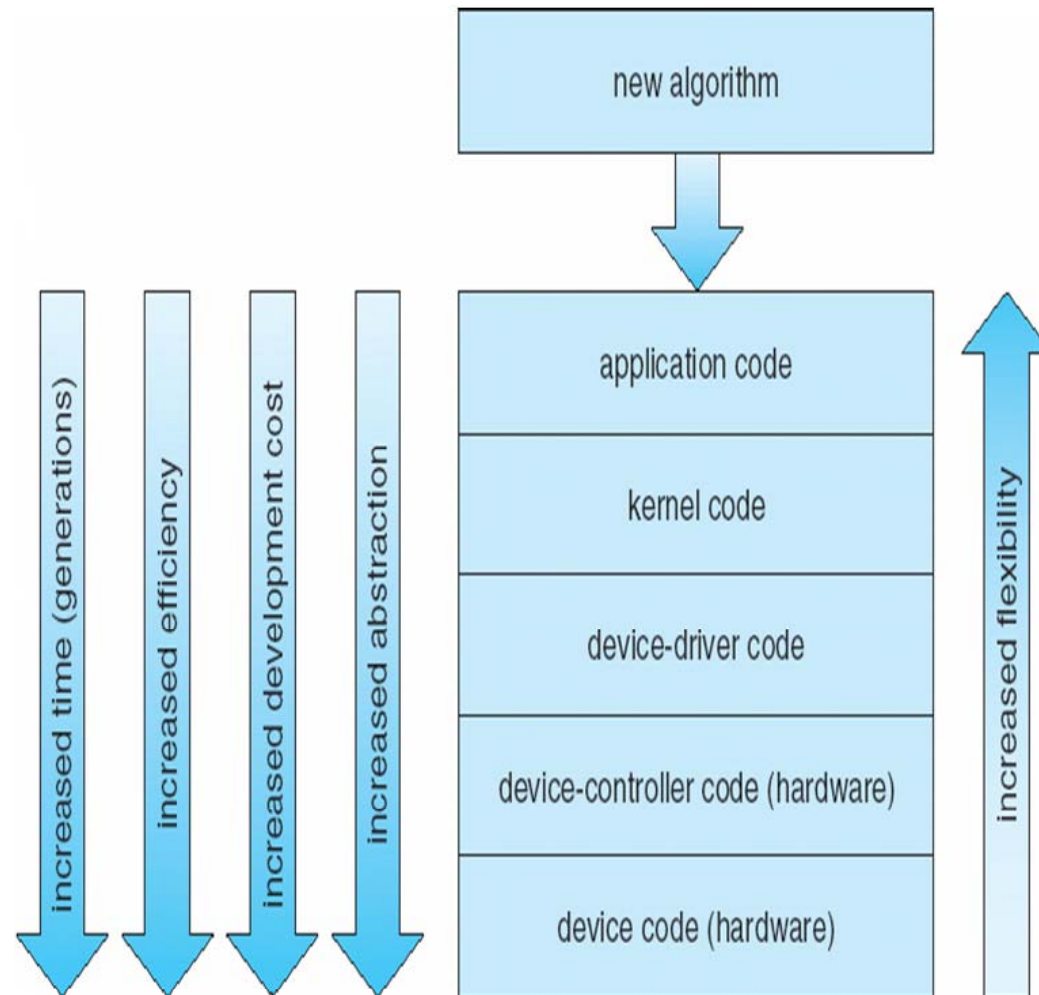 new algorithm
increased time (generations)
increased efficiency
increased development cost
increased abstraction
application code
kernel code
device-driver code
device-controller code (hardware)
device code (hardware)
increased flexibility